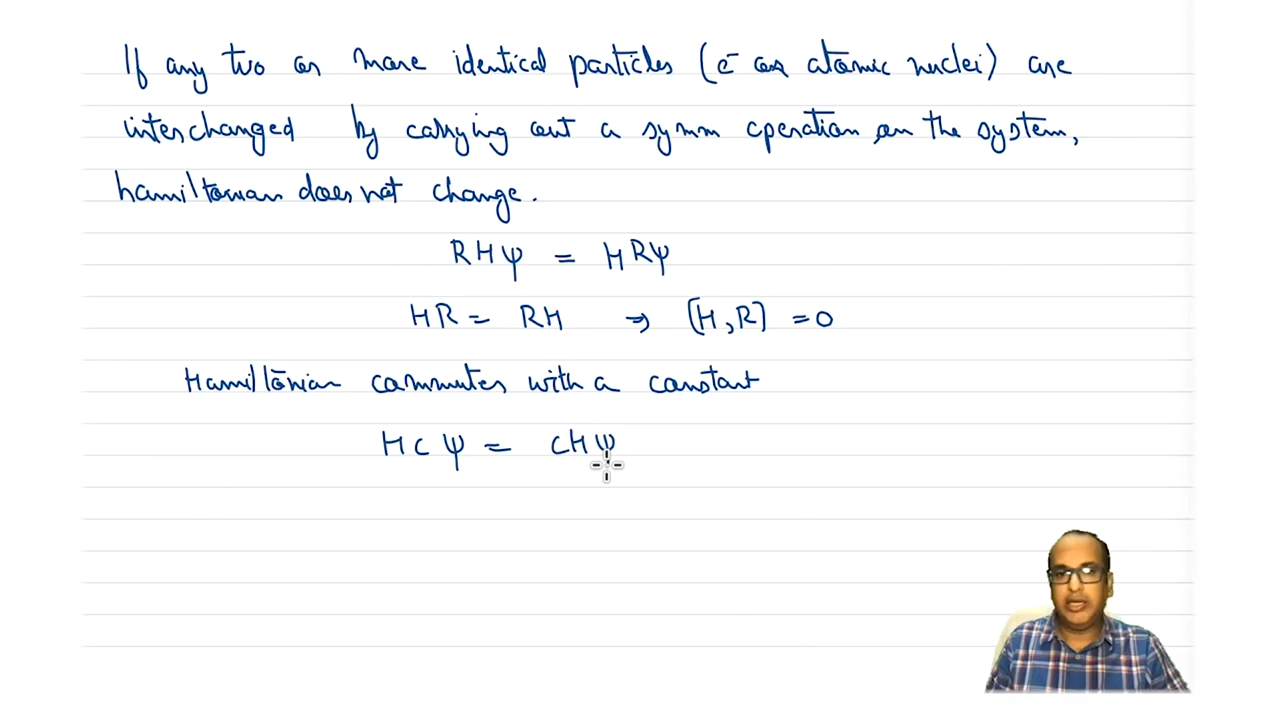 If any two or more identical particles (ē or atomic nuclei) are
interchanged by carrying out a symm operation on the system,
hamiltonian does not change.
RHψ = HRψ
HR = RH ⇒ [H,R] = 0
Hamiltonian commutes with a constant
HCψ = CHψ